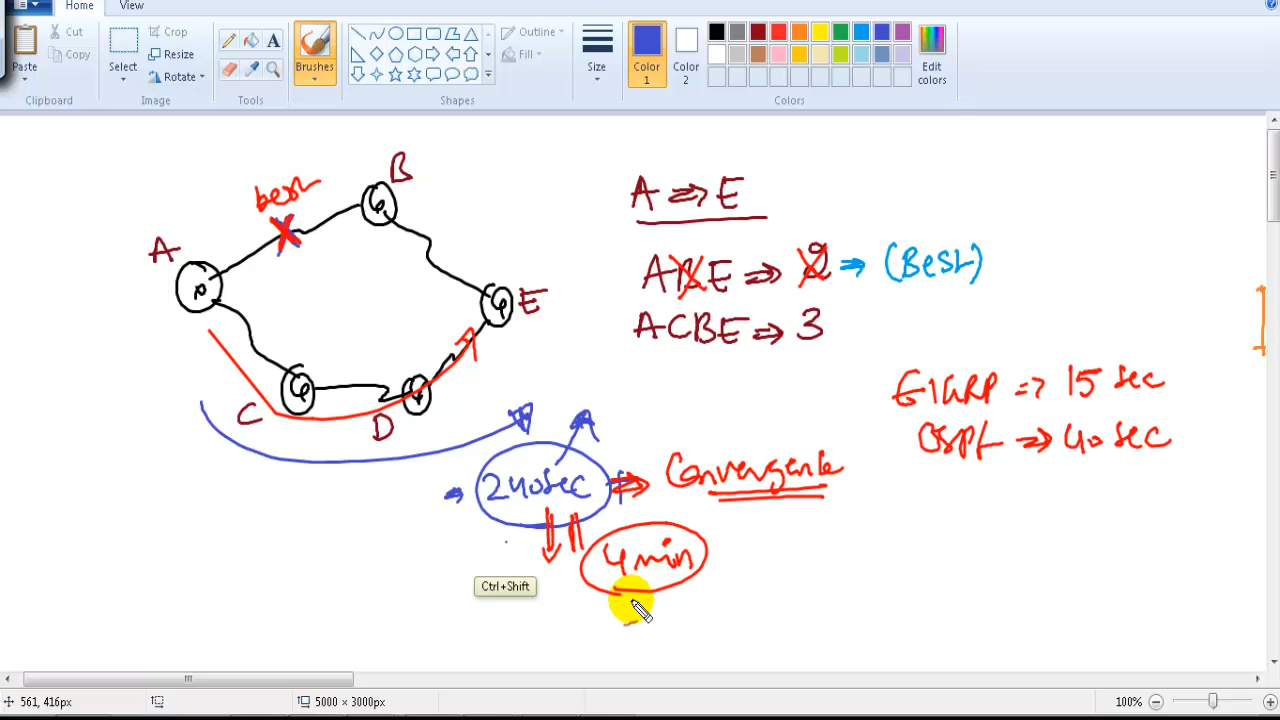 Home
View
Paste
Cut
Copy
Clipboard
Select
Crop
Resize
Rotate
Image
A
Tools
Brushes
Outline
Fill
Shapes
Size
Color
1
Color
2
Edit
colors
Colors
best
B
A
E
C
D
A ⇒ E
ABE ⇒ 2 ⇒ (Best)
ACBE ⇒ 3
EIGRP => 15 sec
OSPF ⇒ 40 sec
240sec
Convergence
4 min
Ctrl+Shift
561, 416px
5000 × 3000px
100%